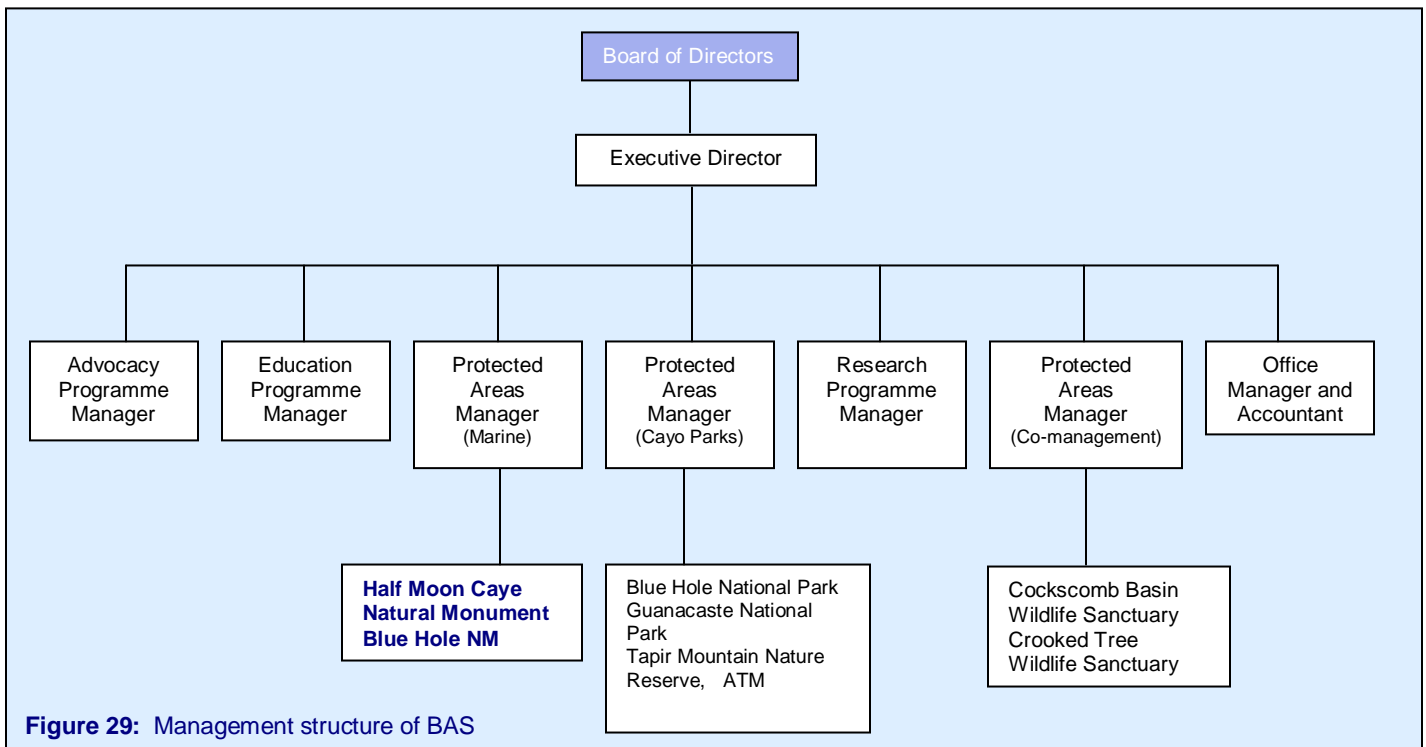 Board of Directors
Executive Director
Advocacy
Programme
Manager
Education
Programme
Manager
Protected
Areas
Manager
(Marine)
Protected
Areas
Manager
(Cayo Parks)
Research
Programme
Manager
Protected
Areas
Manager
(Co-management)
Office
Manager and
Accountant
Half Moon Caye
Natural Monument
Blue Hole NM
Blue Hole National Park
Guanacaste National
Park
Tapir Mountain Nature
Reserve, ATM
Cockscomb Basin
Wildlife Sanctuary
Crooked Tree
Wildlife Sanctuary
Figure 29: Management structure of BAS